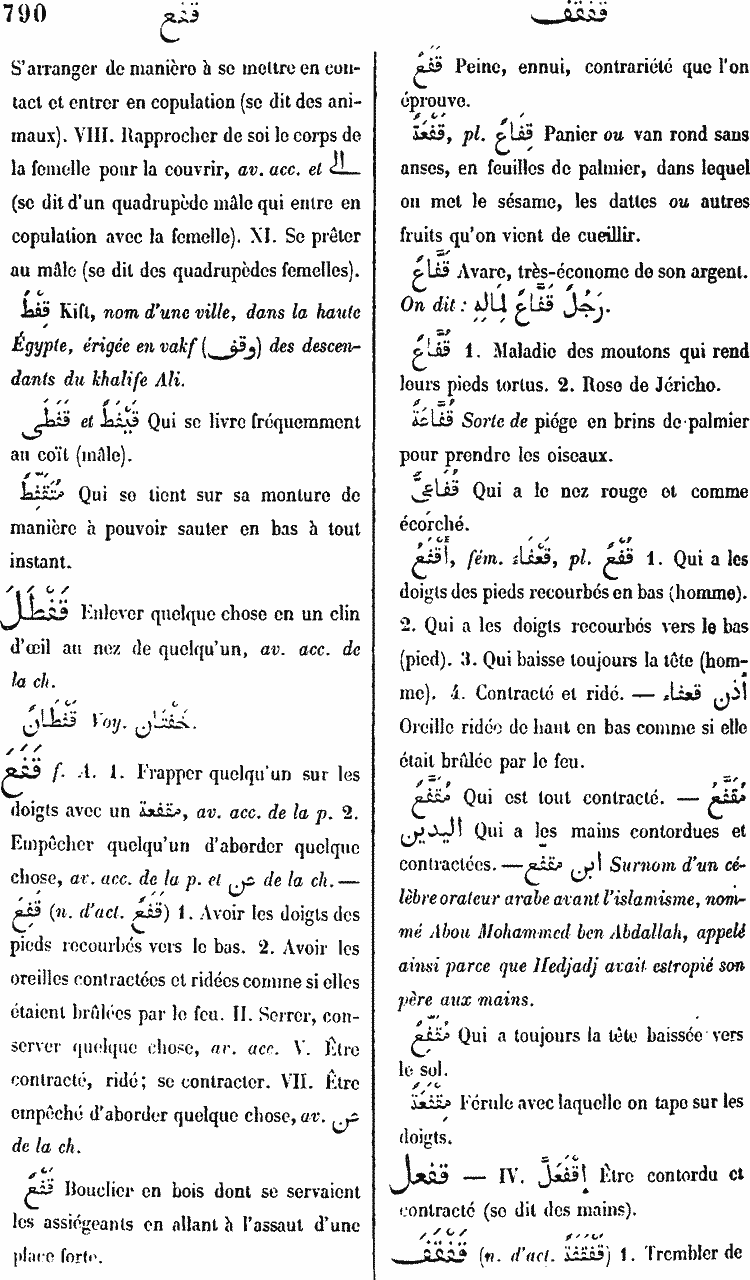 790
قفع
قفقف
S'arranger de manière à se mettre en con-
tact et entrer en copulation (se dit des ani-
maux). VIII. Rapprocher de soi le corps de
la femelle pour la couvrir, av. acc. et الى
(se dit d'un quadrupède mâle qui entre en
copulation avec la femelle). XI. Se prêter
au mâle (se dit des quadrupèdes femelles).
قِفْطُ Kift, nom d'une ville, dans la haute
Égypte, érigée en vakf (وقف) des descen-
dants du khalife Ali.
قَفَطَى et قَيْفَطٌ Qui se livre fréquemment
au coït (mâle).
مُتَقَفِّطٌ Qui se tient sur sa monture de
manière à pouvoir sauter en bas à tout
instant.
قَفْطَلَ Enlever quelque chose en un clin
d'œil au nez de quelqu'un, av. acc. de
la ch.
قُفْطَانٌ Voy. خَفْتَان.
قَفَعَ f. A. 1. Frapper quelqu'un sur les
doigts avec un مقفعة, av. acc. de la p. 2.
Empêcher quelqu'un d'aborder quelque
chose, av. acc. de la p. et عن de la ch. —
قَفِعَ (n. d'act. قَفَعٌ) 1. Avoir les doigts des
pieds recourbés vers le bas. 2. Avoir les
oreilles contractées et ridées comme si elles
étaient brûlées par le feu. II. Serrer, con-
server quelque chose, av. acc. V. Être
contracté, ridé; se contracter. VII. Être
empêché d'aborder quelque chose, av. عن
de la ch.
قَفْعٌ Bouclier en bois dont se servaient
les assiégeants en allant à l'assaut d'une
place forte.
قَفَعٌ Peine, ennui, contrariété que l'on
éprouve.
قَفْعَةٌ, pl. قِفَاعٌ Panier ou van rond sans
anses, en feuilles de palmier, dans lequel
on met le sésame, les dattes ou autres
fruits qu'on vient de cueillir.
قَفَّاعٌ Avare, très-économe de son argent.
On dit : رَجُلٌ قَفَّاعٌ لِمَالِهِ.
قُفَّاعٌ 1. Maladie des moutons qui rend
leurs pieds tortus. 2. Rose de Jéricho.
قُفَّاعَةٌ Sorte de piége en brins de palmier
pour prendre les oiseaux.
قُفَاعِىٌّ Qui a le nez rouge et comme
écorché.
أَقْفَعُ, fém. قَفْعَاءُ, pl. قُفْعٌ 1. Qui a les
doigts des pieds recourbés en bas (homme).
2. Qui a les doigts recourbés vers le bas
(pied). 3. Qui baisse toujours la tête (hom-
me). 4. Contracté et ridé. — أذن قفعاء
Oreille ridée de haut en bas comme si elle
était brûlée par le feu.
مُقَفَّعٌ Qui est tout contracté. — مُقَفَّعُ
اليدين Qui a les mains contordues et
contractées. — ابن مقفع Surnom d'un cé-
lèbre orateur arabe avant l'islamisme, nom-
mé Abou Mohammed ben Abdallah, appelé
ainsi parce que Hedjadj avait estropié son
père aux mains.
مُقَفِّعٌ Qui a toujours la tête baissée vers
le sol.
مِقْفَعَةٌ Férule avec laquelle on tape sur les
doigts.
قفعل — IV. إِقْفَعَلَّ Être contordu et
contracté (se dit des mains).
قَفْقَفَ (n. d'act. قَفْقَفَةٌ) 1. Trembler de